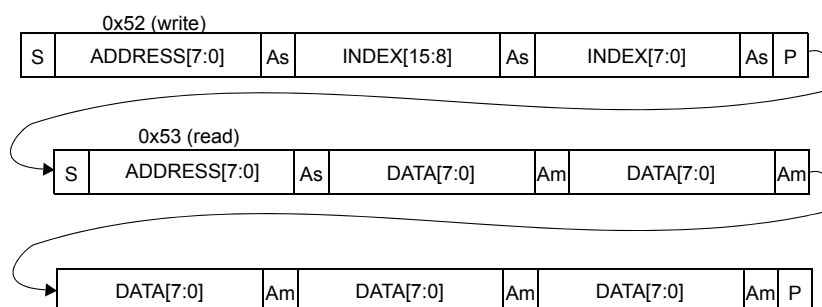 0x52 (write)
S ADDRESS[7:0] As INDEX[15:8] As INDEX[7:0] As P
0x53 (read)
S ADDRESS[7:0] As DATA[7:0] Am DATA[7:0] Am
DATA[7:0] Am DATA[7:0] Am DATA[7:0] Am P